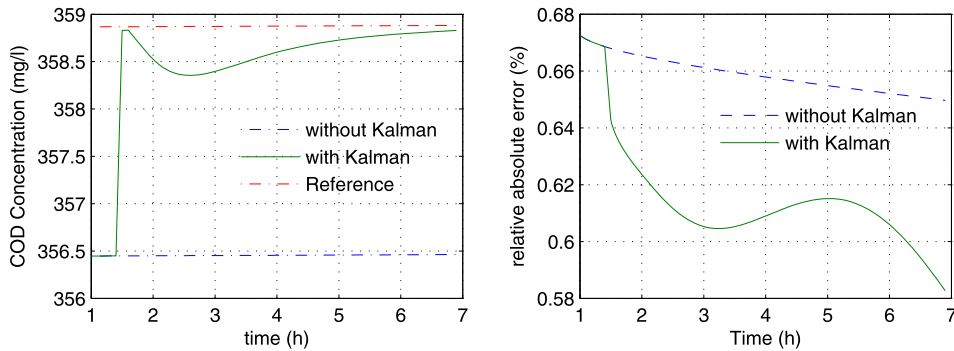 359
358.5
358
357.5
357
356.5
356
COD Concentration (mg/l)
without Kalman
with Kalman
Reference
1 2 3 4 5 6 7
time (h)
0.68
0.66
0.64
0.62
0.6
0.58
relative absolute error (%)
without Kalman
with Kalman
1 2 3 4 5 6 7
Time (h)